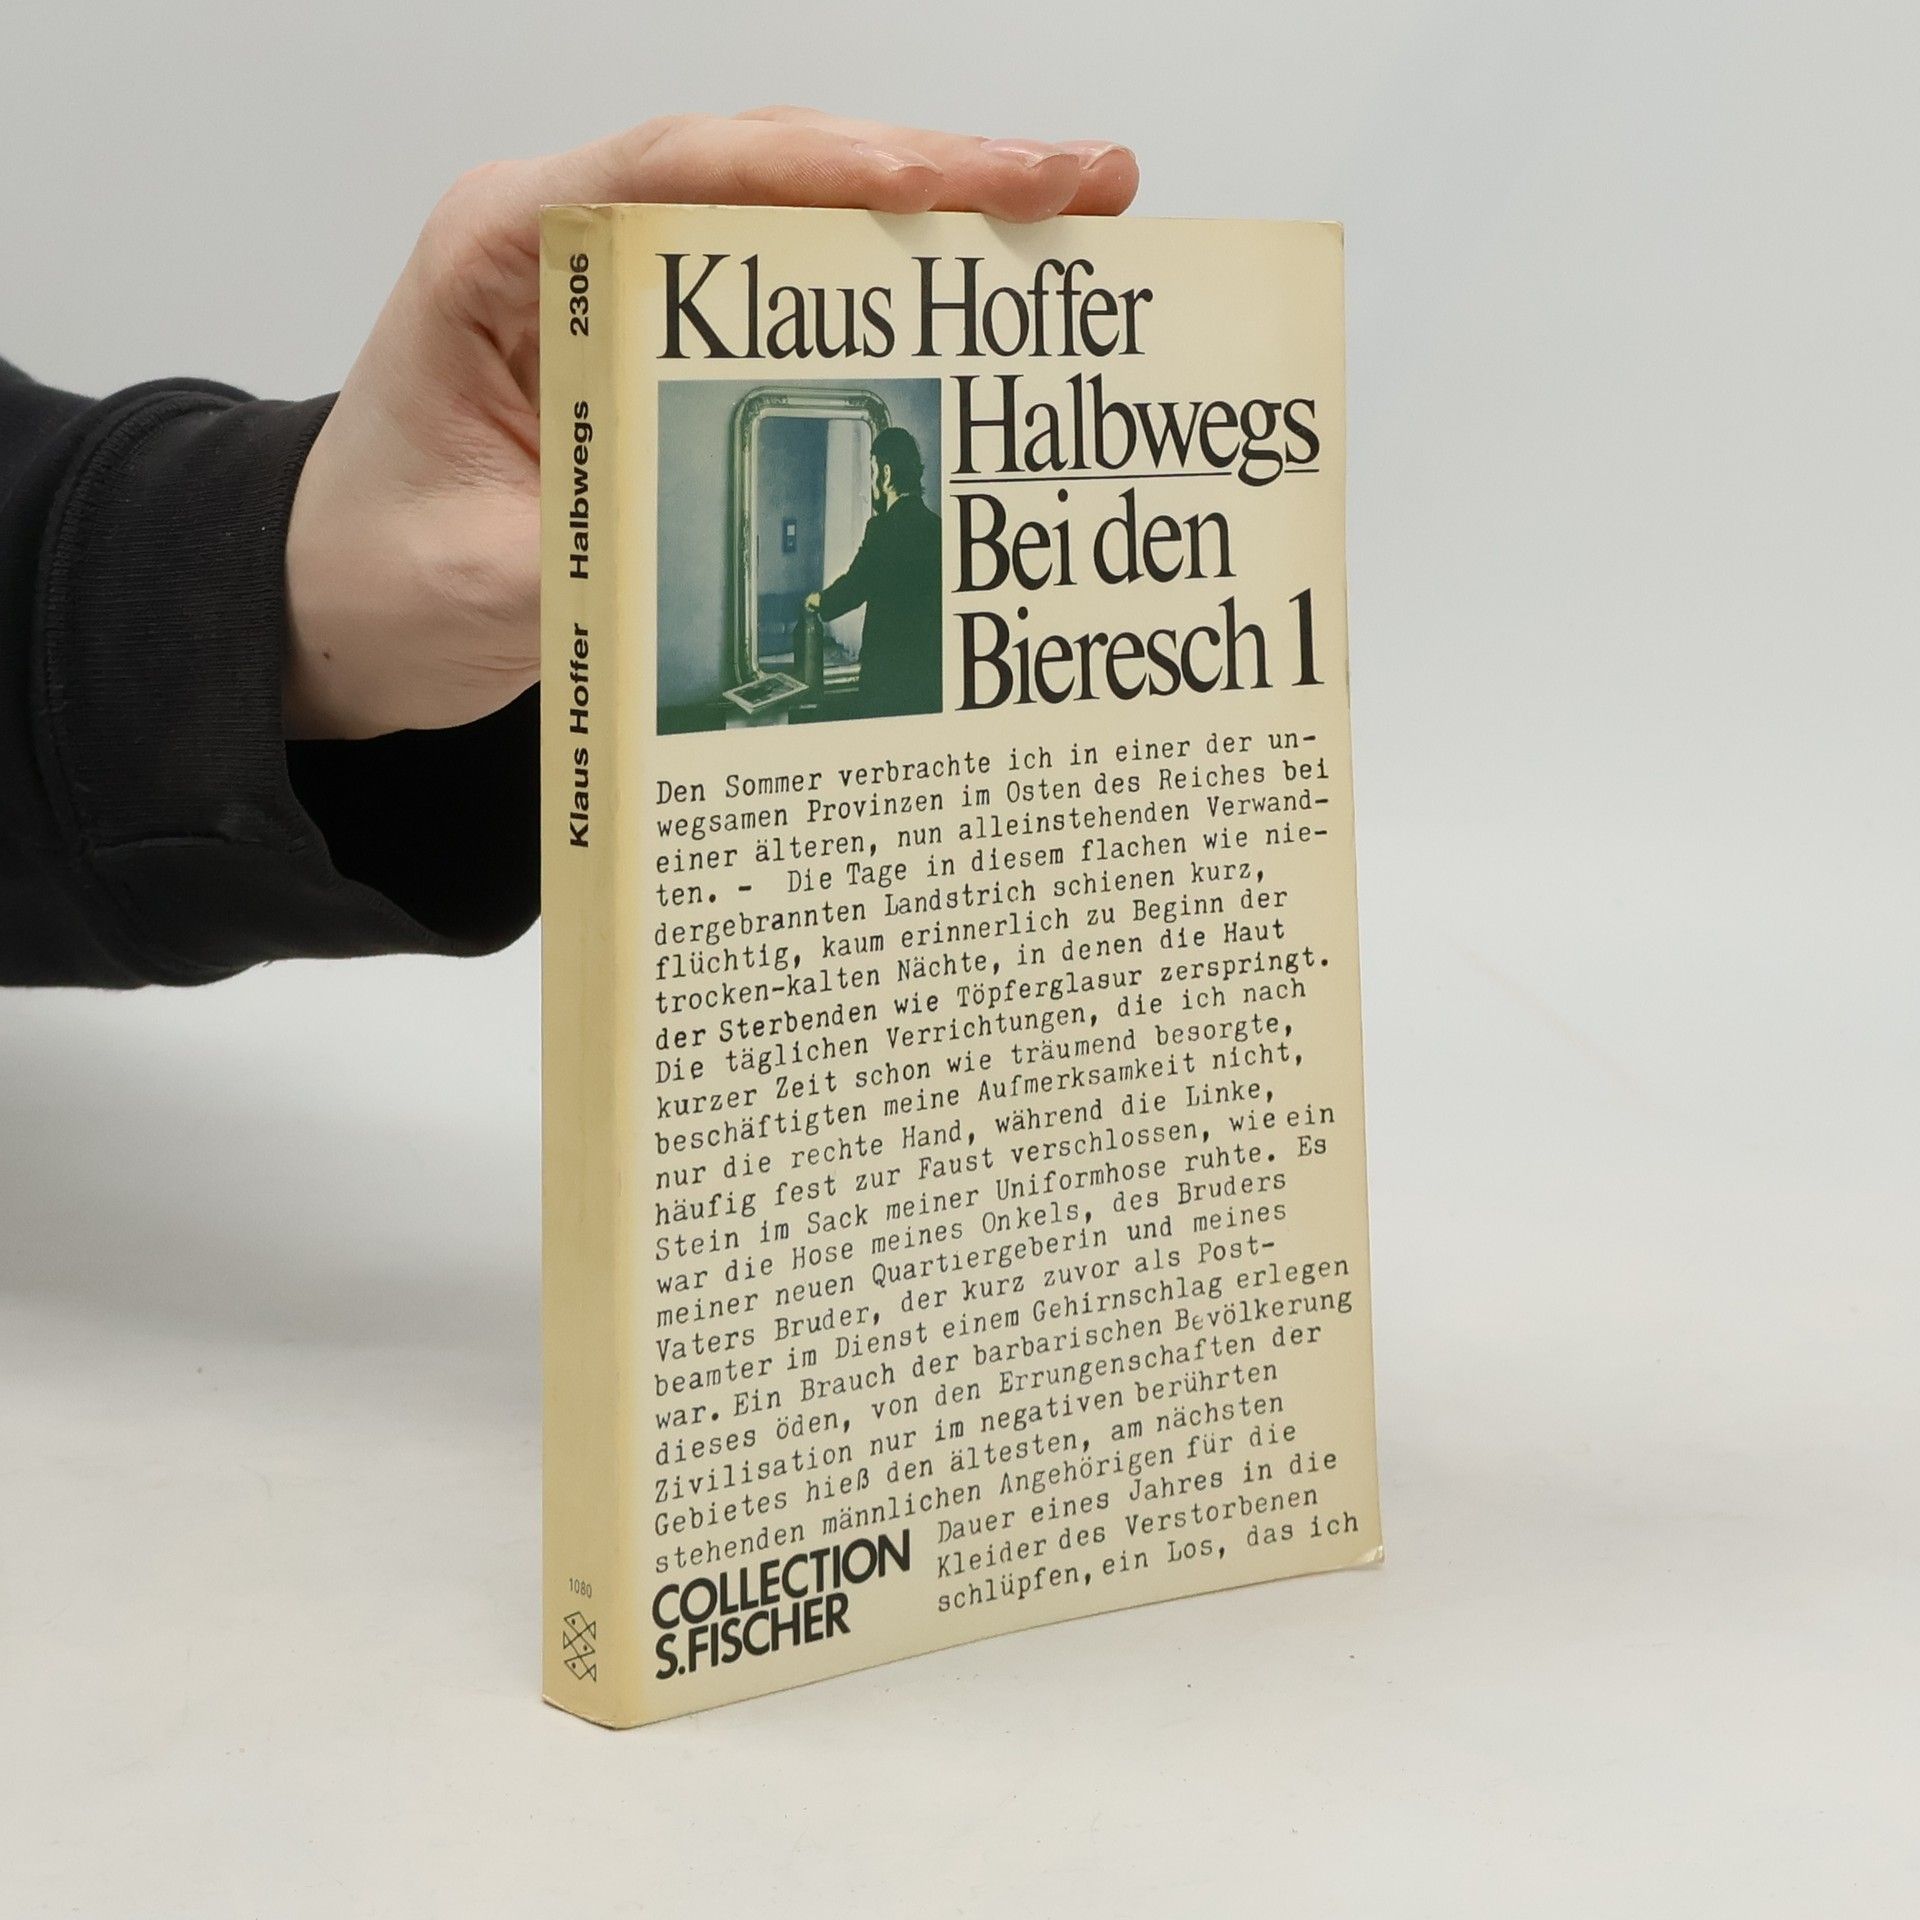 Klaus Hoffer
Halbwegs
Bei den
Bieresch 1
Den Sommer verbrachte ich in einer der un-
wegsamen Provinzen im Osten des Reiches bei
einer älteren, nun alleinstehenden Verwand-
ten. - Die Tage in diesem flachen wie nie-
dergebrannten Landstrich schienen kurz,
flüchtig, kaum erinnerlich zu Beginn der
trocken-kalten Nächte, in denen die Haut
der Sterbenden wie Töpferglasur zerspringt.
Die täglichen Verrichtungen, die ich nach
kurzer Zeit schon wie träumend besorgte,
beschäftigten meine Aufmerksamkeit nicht,
nur die rechte Hand, während die Linke,
häufig fest zur Faust verschlossen, wie ein
Stein im Sack meiner Uniformhose ruhte. Es
war die Hose meines Onkels, des Bruders
meiner neuen Quartiergeberin und meines
Vaters Bruder, der kurz zuvor als Post-
beamter im Dienst einem Gehirnschlag erlegen
war. Ein Brauch der barbarischen Bevölkerung
dieses öden, von den Errungenschaften der
Zivilisation nur im negativen berührten
Gebietes hieß den ältesten, am nächsten
stehenden männlichen Angehörigen für die
Dauer eines Jahres in die
Kleider des Verstorbenen
schlüpfen, ein Los, das ich
COLLECTION
S.FISCHER
Klaus Hoffer Halbwegs 2306
1080